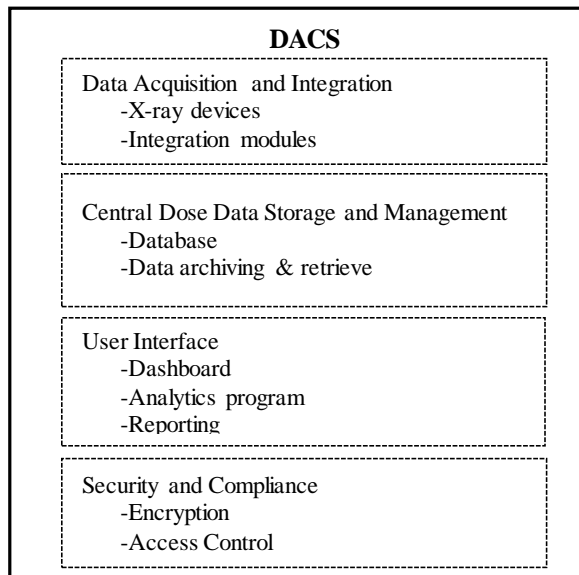 DACS
Data Acquisition and Integration
-X-ray devices
-Integration modules
Central Dose Data Storage and Management
-Database
-Data archiving & retrieve
User Interface
-Dashboard
-Analytics program
-Reporting
Security and Compliance
-Encryption
-Access Control